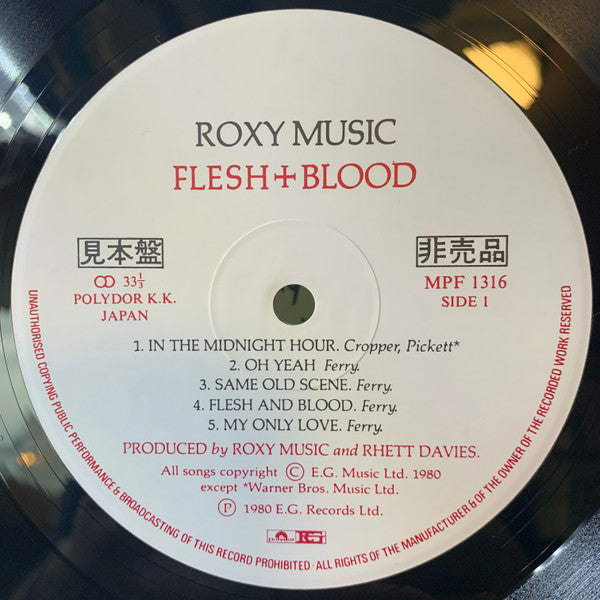 ROXY MUSIC
FLESH+BLOOD
見本盤
非売品
33⅓
POLYDOR K.K.
JAPAN
MPF 1316
SIDE 1
1. IN THE MIDNIGHT HOUR. Cropper, Pickett*
2. OH YEAH Ferry.
3. SAME OLD SCENE. Ferry.
4. FLESH AND BLOOD. Ferry.
5. MY ONLY LOVE. Ferry.
PRODUCED by ROXY MUSIC and RHETT DAVIES.
All songs copyright Ⓒ E.G. Music Ltd. 1980
except *Warner Bros. Music Ltd.
Ⓟ 1980 E.G. Records Ltd.
polydor EG
UNAUTHORISED COPYING PUBLIC PERFORMANCE & BROADCASTING OF THIS RECORD PROHIBITED · ALL RIGHTS OF THE MANUFACTURER & OF THE OWNER OF THE RECORDED WORK RESERVED